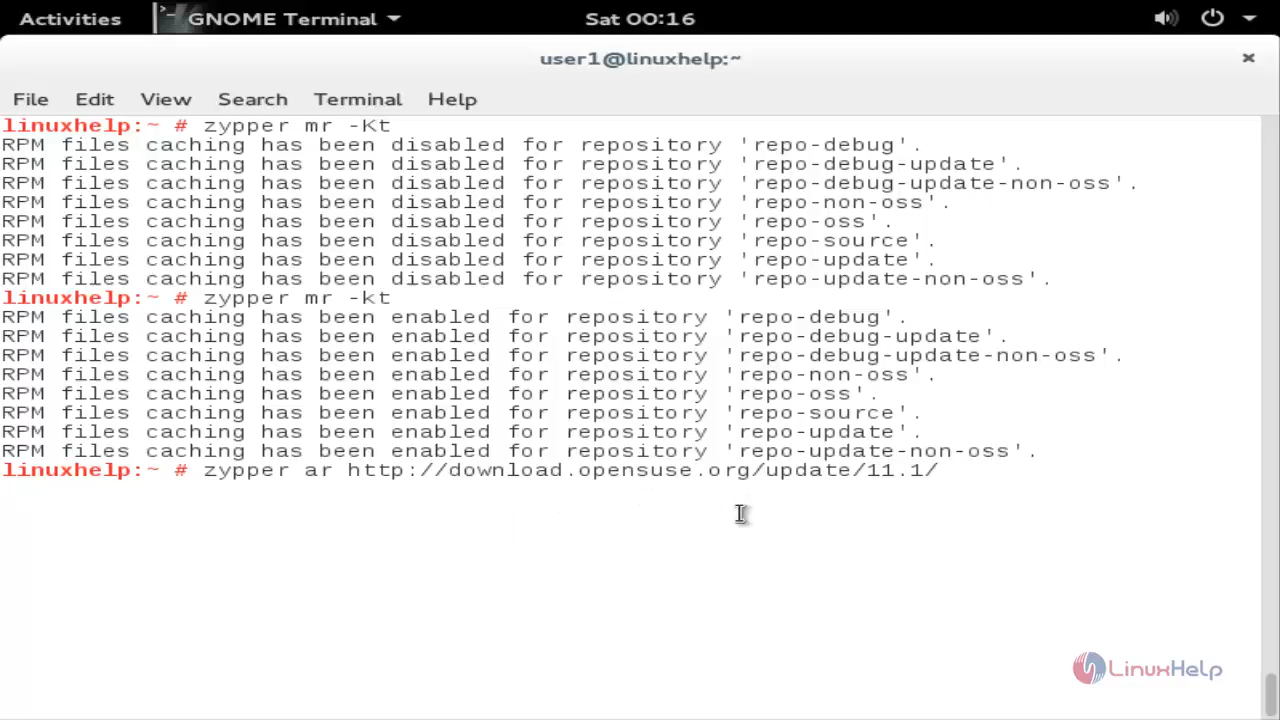 Activities GNOME Terminal Sat 00:16
user1@linuxhelp:~
File Edit View Search Terminal Help
linuxhelp:~ # zypper mr -Kt
RPM files caching has been disabled for repository 'repo-debug'.
RPM files caching has been disabled for repository 'repo-debug-update'.
RPM files caching has been disabled for repository 'repo-debug-update-non-oss'.
RPM files caching has been disabled for repository 'repo-non-oss'.
RPM files caching has been disabled for repository 'repo-oss'.
RPM files caching has been disabled for repository 'repo-source'.
RPM files caching has been disabled for repository 'repo-update'.
RPM files caching has been disabled for repository 'repo-update-non-oss'.
linuxhelp:~ # zypper mr -kt
RPM files caching has been enabled for repository 'repo-debug'.
RPM files caching has been enabled for repository 'repo-debug-update'.
RPM files caching has been enabled for repository 'repo-debug-update-non-oss'.
RPM files caching has been enabled for repository 'repo-non-oss'.
RPM files caching has been enabled for repository 'repo-oss'.
RPM files caching has been enabled for repository 'repo-source'.
RPM files caching has been enabled for repository 'repo-update'.
RPM files caching has been enabled for repository 'repo-update-non-oss'.
linuxhelp:~ # zypper ar http://download.opensuse.org/update/11.1/
LinuxHelp